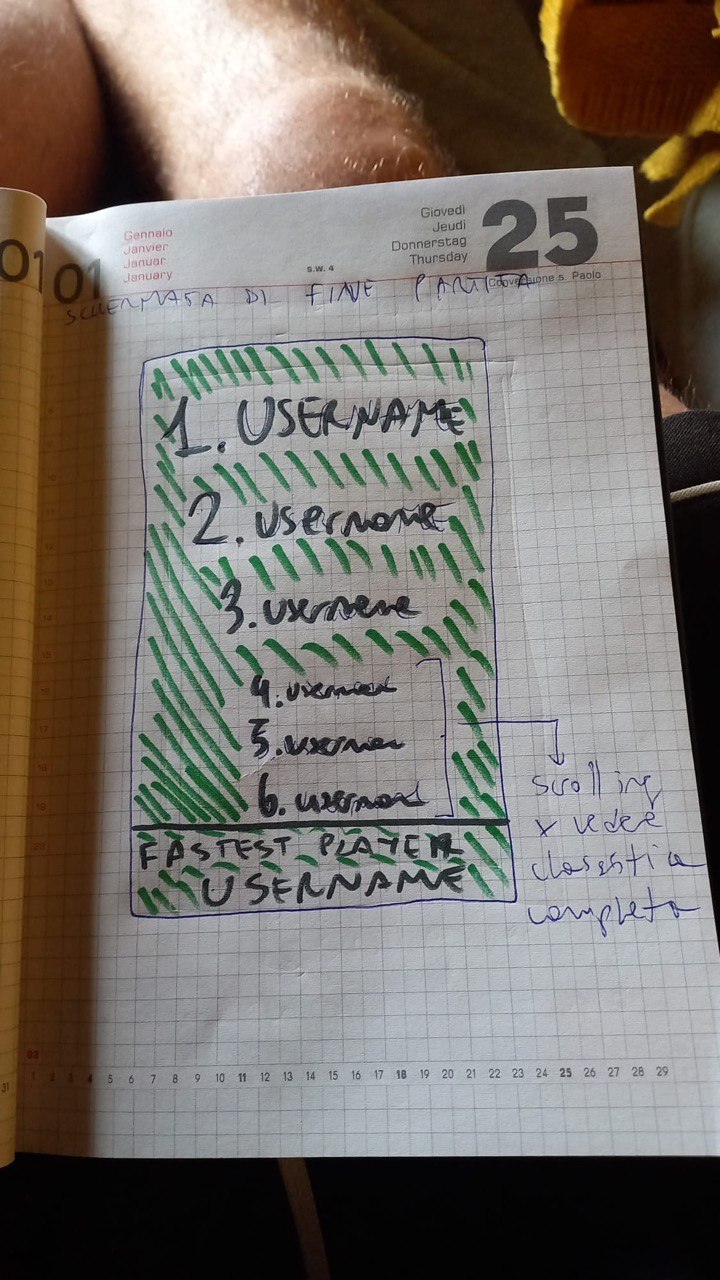 01
01
Gennaio
Janvier
Januar
January
S.W. 4
Giovedì
Jeudi
Donnerstag
Thursday
25
Conversione s. Paolo
SCHERMATA DI FINE PARTITA
1. USERNAME
2. username
3. username
4.
5.
6.
scrolling
x vedere
classifica
completa
FASTEST PLAYER
USERNAME
02
1 2 3 4 5 6 7 8 9 10 11 12 13 14 15 16 17 18 19 20 21 22 23 24 25 26 27 28 29
31